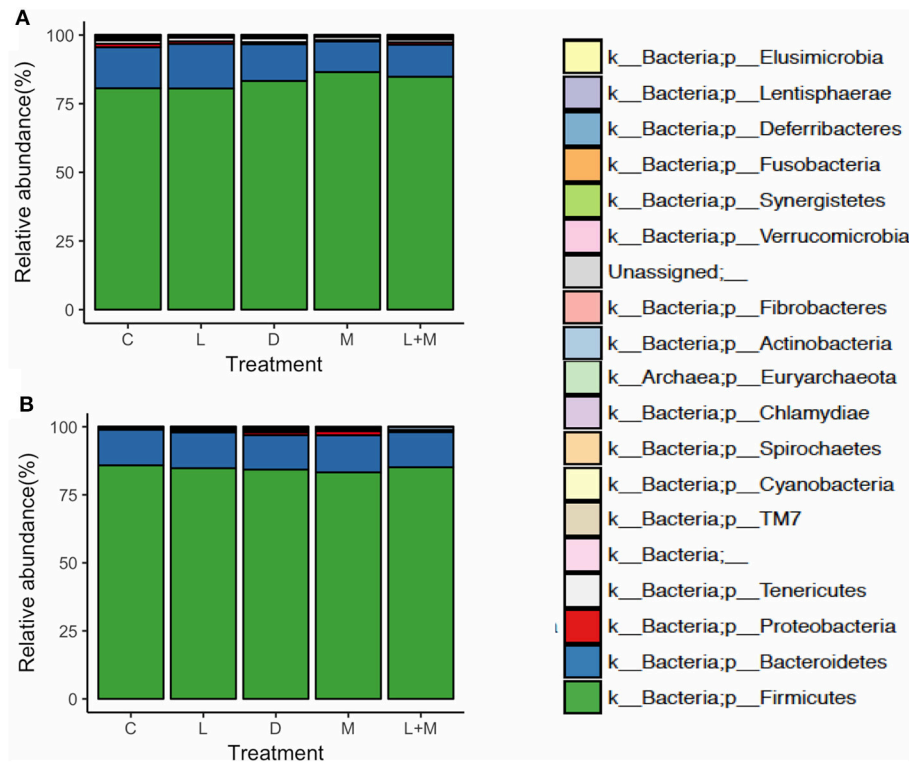 A
Relative abundance(%)
100
75
50
25
0
C L D M L+M
Treatment
B
Relative abundance(%)
100
75
50
25
0
C L D M L+M
Treatment
k__Bacteria;p__Elusimicrobia
k__Bacteria;p__Lentisphaerae
k__Bacteria;p__Deferribacteres
k__Bacteria;p__Fusobacteria
k__Bacteria;p__Synergistetes
k__Bacteria;p__Verrucomicrobia
Unassigned;__
k__Bacteria;p__Fibrobacteres
k__Bacteria;p__Actinobacteria
k__Archaea;p__Euryarchaeota
k__Bacteria;p__Chlamydiae
k__Bacteria;p__Spirochaetes
k__Bacteria;p__Cyanobacteria
k__Bacteria;p__TM7
k__Bacteria;__
k__Bacteria;p__Tenericutes
k__Bacteria;p__Proteobacteria
k__Bacteria;p__Bacteroidetes
k__Bacteria;p__Firmicutes